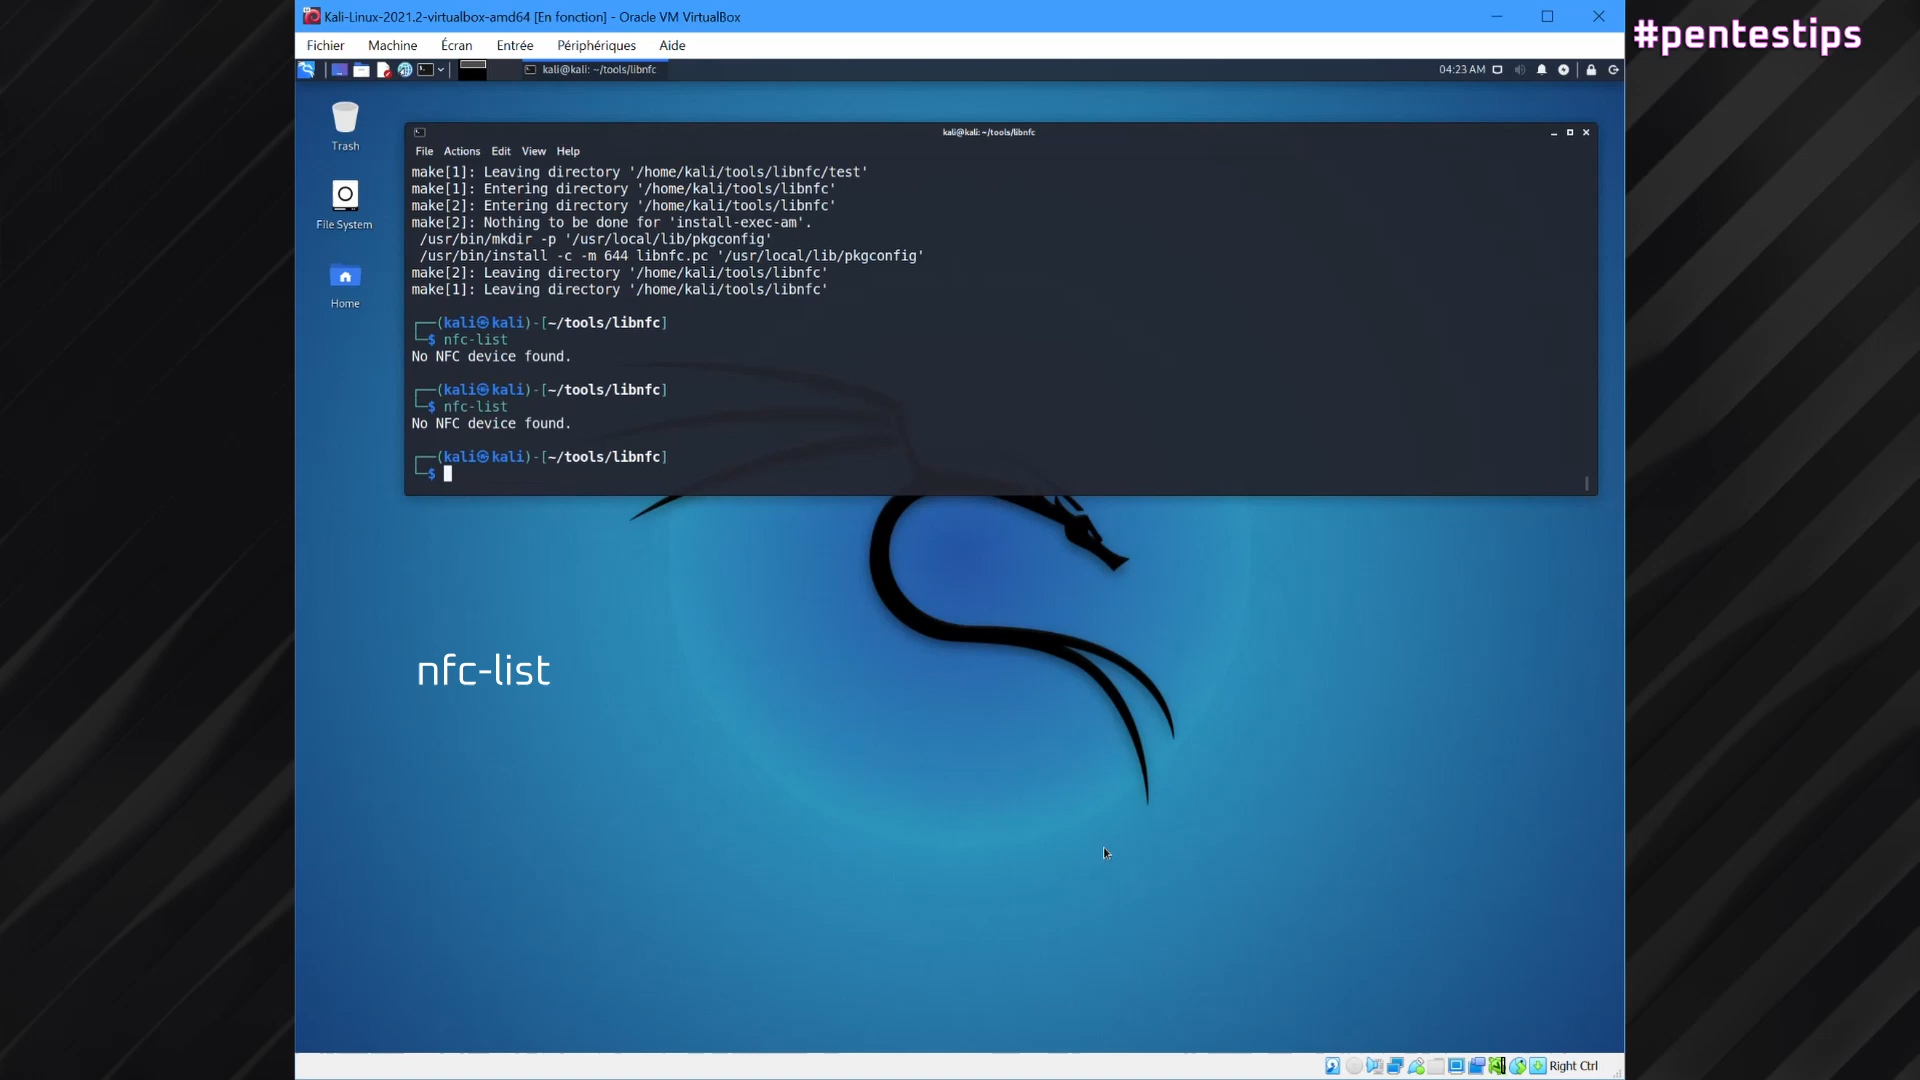 Kali-Linux-2021.2-virtualbox-amd64 [En fonction] - Oracle VM VirtualBox
#pentestips
Fichier Machine Écran Entrée Périphériques Aide
kali@kali: ~/tools/libnfc
04:23 AM
Trash
File System
Home
kali@kali: ~/tools/libnfc
File Actions Edit View Help
make[1]: Leaving directory '/home/kali/tools/libnfc/test'
make[1]: Entering directory '/home/kali/tools/libnfc'
make[2]: Entering directory '/home/kali/tools/libnfc'
make[2]: Nothing to be done for 'install-exec-am'.
/usr/bin/mkdir -p '/usr/local/lib/pkgconfig'
/usr/bin/install -c -m 644 libnfc.pc '/usr/local/lib/pkgconfig'
make[2]: Leaving directory '/home/kali/tools/libnfc'
make[1]: Leaving directory '/home/kali/tools/libnfc'
┌──(kali㉿kali)-[~/tools/libnfc]
└─$ nfc-list
No NFC device found.
┌──(kali㉿kali)-[~/tools/libnfc]
└─$ nfc-list
No NFC device found.
┌──(kali㉿kali)-[~/tools/libnfc]
└─$
nfc-list
Right Ctrl